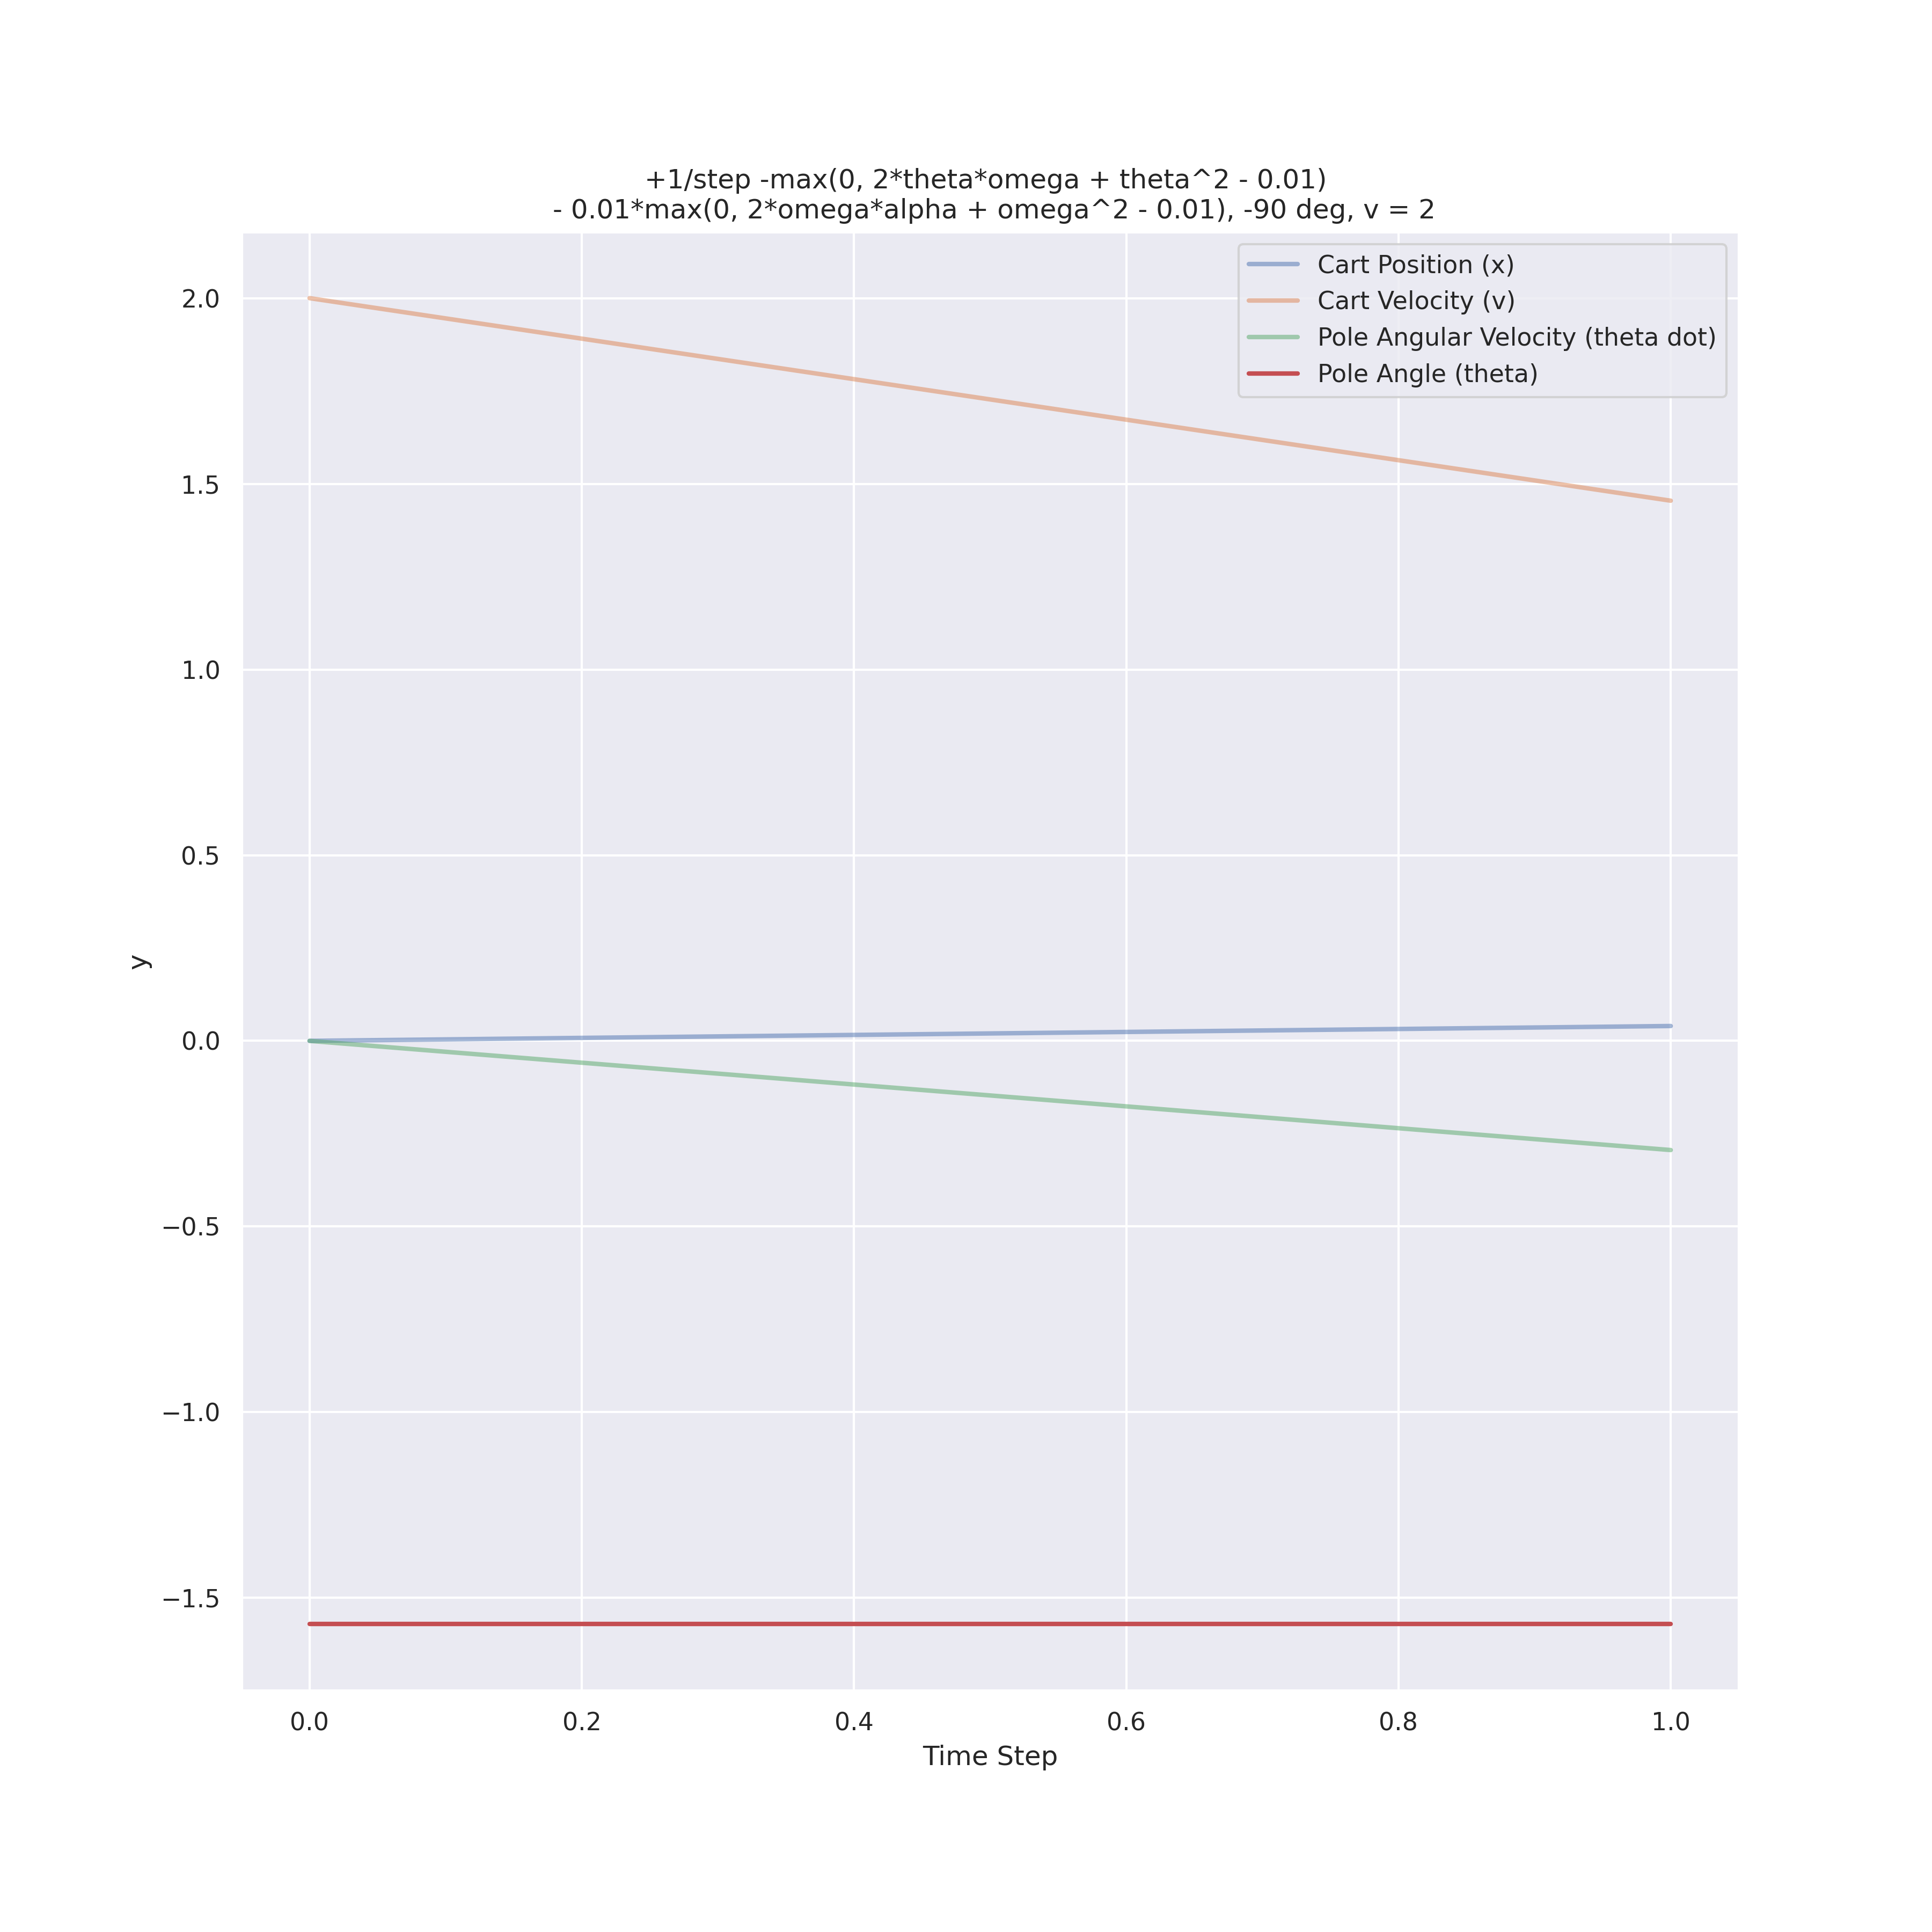 +1/step -max(0, 2*theta*omega + theta^2 - 0.01)
- 0.01*max(0, 2*omega*alpha + omega^2 - 0.01), -90 deg, v = 2
Cart Position (x)
Cart Velocity (v)
Pole Angular Velocity (theta dot)
Pole Angle (theta)
2.0
1.5
1.0
0.5
0.0
−0.5
−1.0
−1.5
y
0.0 0.2 0.4 0.6 0.8 1.0
Time Step